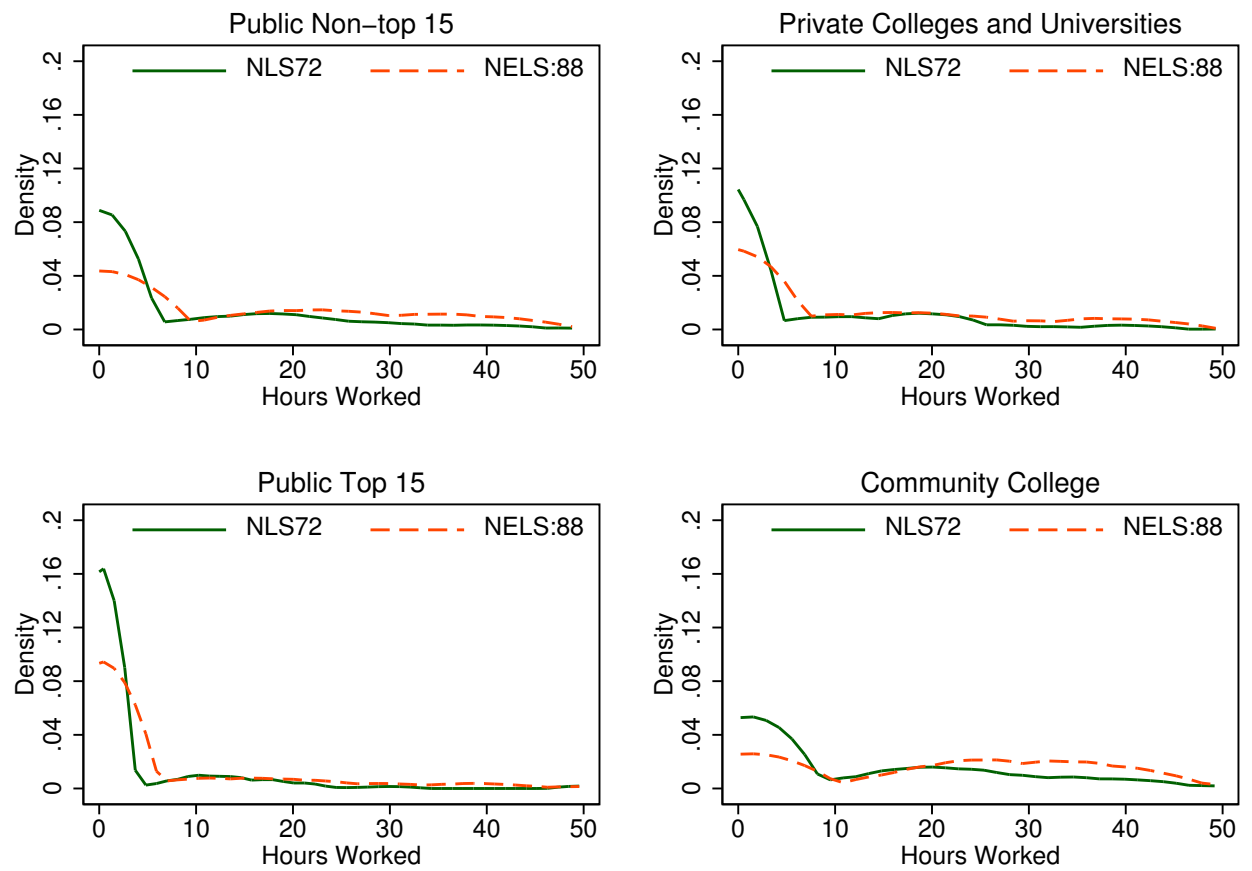 Public Non−top 15
NLS72 NELS:88
Density
0 .04 .08 .12 .16 .2
0 10 20 30 40 50
Hours Worked
Private Colleges and Universities
NLS72 NELS:88
Density
0 .04 .08 .12 .16 .2
0 10 20 30 40 50
Hours Worked
Public Top 15
NLS72 NELS:88
Density
0 .04 .08 .12 .16 .2
0 10 20 30 40 50
Hours Worked
Community College
NLS72 NELS:88
Density
0 .04 .08 .12 .16 .2
0 10 20 30 40 50
Hours Worked